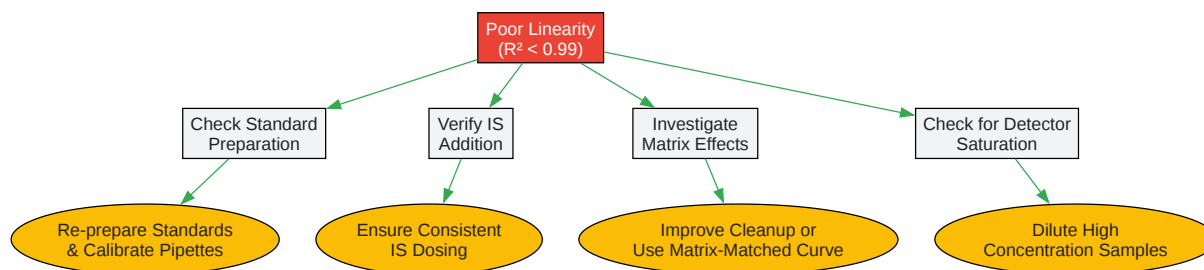 Poor Linearity
(R² < 0.99)
Check Standard
Preparation
Verify IS
Addition
Investigate
Matrix Effects
Check for Detector
Saturation
Re-prepare Standards
& Calibrate Pipettes
Ensure Consistent
IS Dosing
Improve Cleanup or
Use Matrix-Matched Curve
Dilute High
Concentration Samples